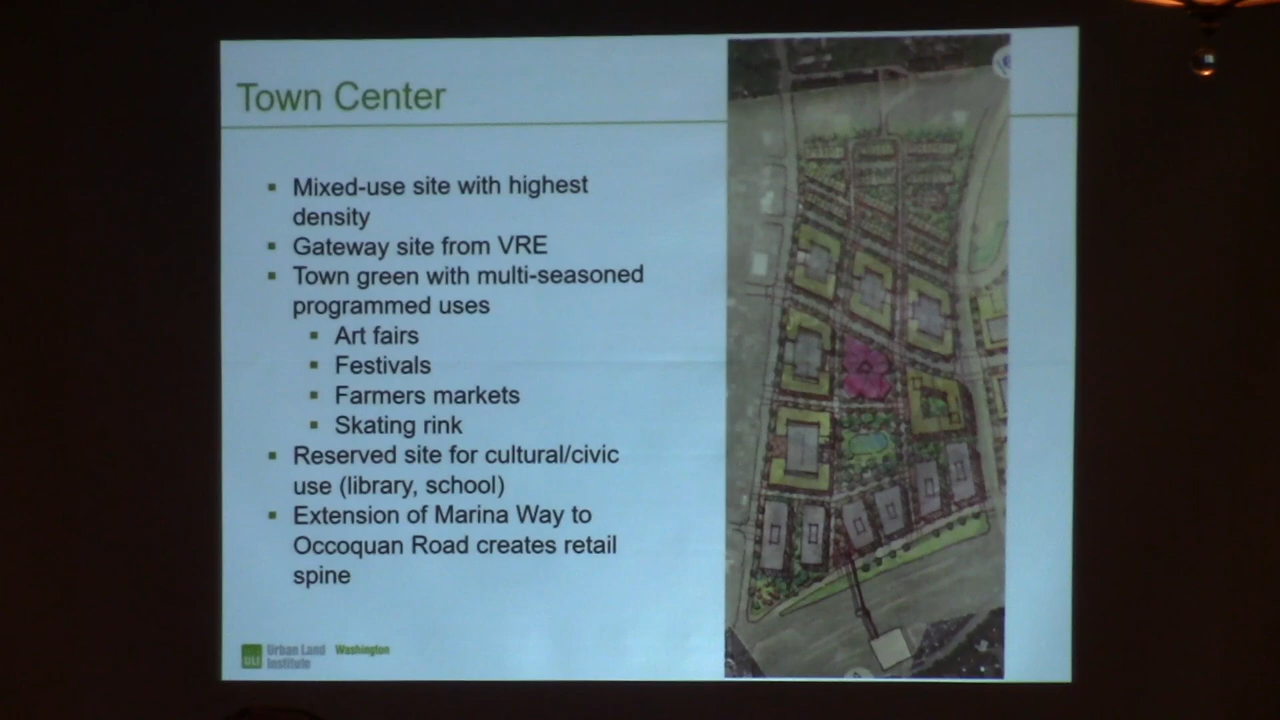 Town Center
▪ Mixed-use site with highest
density
▪ Gateway site from VRE
▪ Town green with multi-seasoned
programmed uses
▪ Art fairs
▪ Festivals
▪ Farmers markets
▪ Skating rink
▪ Reserved site for cultural/civic
use (library, school)
▪ Extension of Marina Way to
Occoquan Road creates retail
spine
ULI Urban Land Washington
Institute